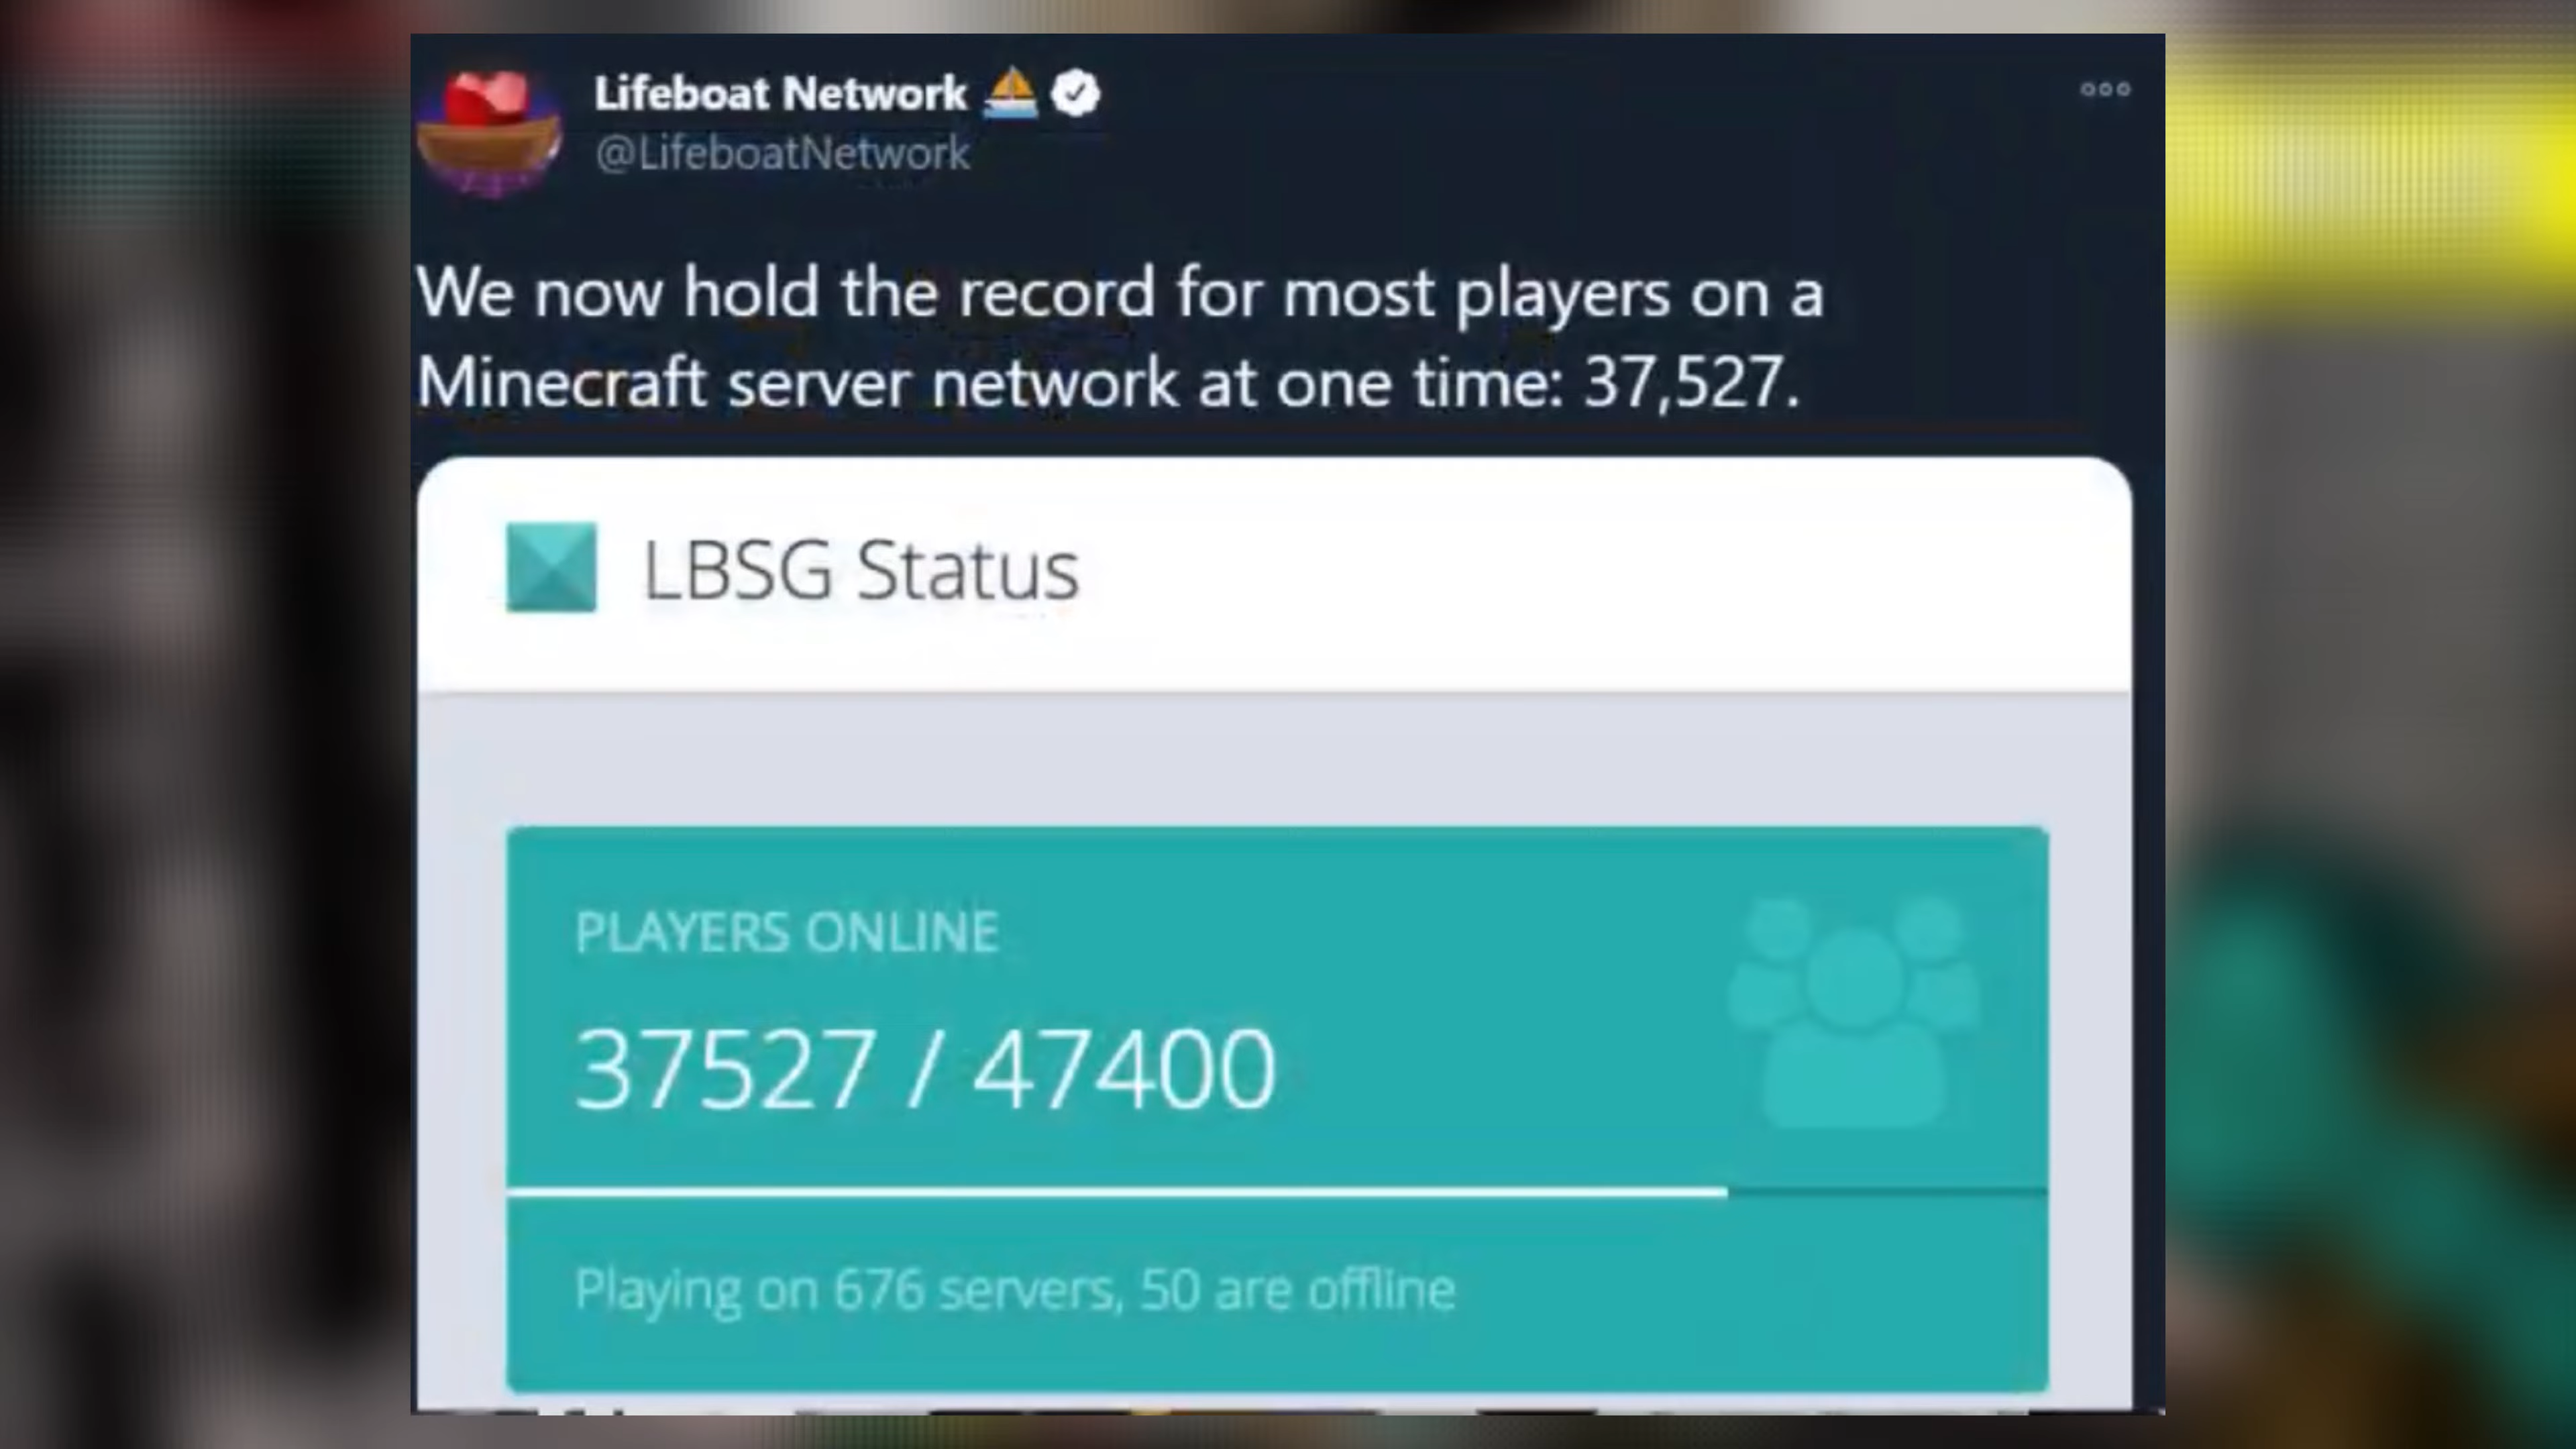 Lifeboat Network ⛵
@LifeboatNetwork
We now hold the record for most players on a
Minecraft server network at one time: 37,527.
LBSG Status
PLAYERS ONLINE
37527 / 47400
Playing on 676 servers, 50 are offline